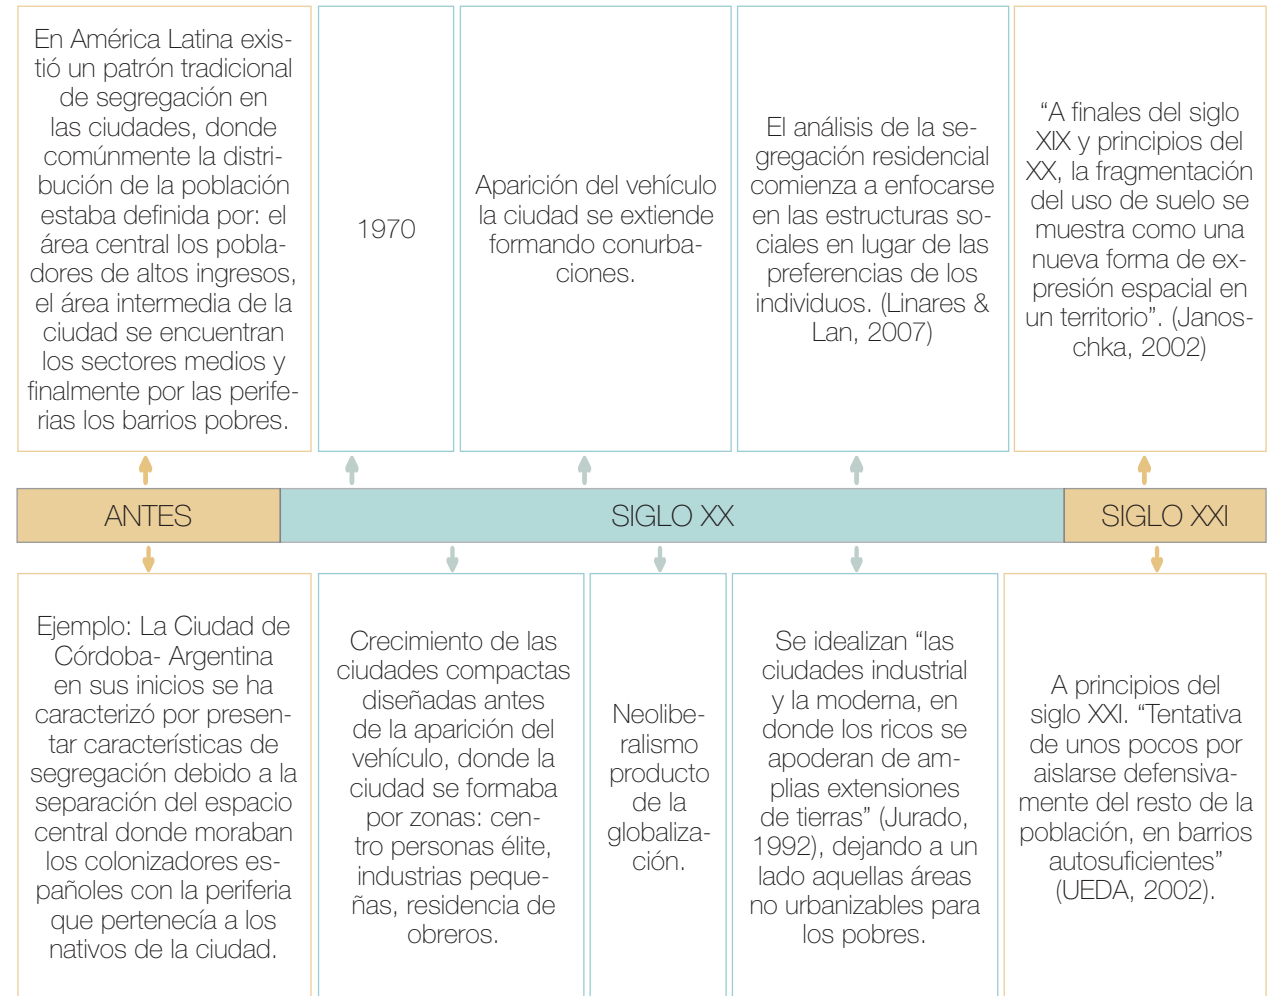 En América Latina exis-
tió un patrón tradicional
de segregación en
las ciudades, donde
comúnmente la distri-
bución de la población
estaba definida por: el
área central los pobla-
dores de altos ingresos,
el área intermedia de la
ciudad se encuentran
los sectores medios y
finalmente por las perife-
rias los barrios pobres.
1970
Aparición del vehículo
la ciudad se extiende
formando conurba-
ciones.
El análisis de la se-
gregación residencial
comienza a enfocarse
en las estructuras so-
ciales en lugar de las
preferencias de los
individuos. (Linares &
Lan, 2007)
“A finales del siglo
XIX y principios del
XX, la fragmentación
del uso de suelo se
muestra como una
nueva forma de ex-
presión espacial en
un territorio”. (Janos-
chka, 2002)
ANTES
SIGLO XX
SIGLO XXI
Ejemplo: La Ciudad de
Córdoba- Argentina
en sus inicios se ha
caracterizó por presen-
tar características de
segregación debido a la
separación del espacio
central donde moraban
los colonizadores es-
pañoles con la periferia
que pertenecía a los
nativos de la ciudad.
Crecimiento de las
ciudades compactas
diseñadas antes
de la aparición del
vehículo, donde la
ciudad se formaba
por zonas: cen-
tro personas élite,
industrias peque-
ñas, residencia de
obreros.
Neolibe-
ralismo
producto
de la
globaliza-
ción.
Se idealizan “las
ciudades industrial
y la moderna, en
donde los ricos se
apoderan de am-
plias extensiones
de tierras” (Jurado,
1992), dejando a un
lado aquellas áreas
no urbanizables para
los pobres.
A principios del
siglo XXI. “Tentativa
de unos pocos por
aislarse defensiva-
mente del resto de la
población, en barrios
autosuficientes”
(UEDA, 2002).